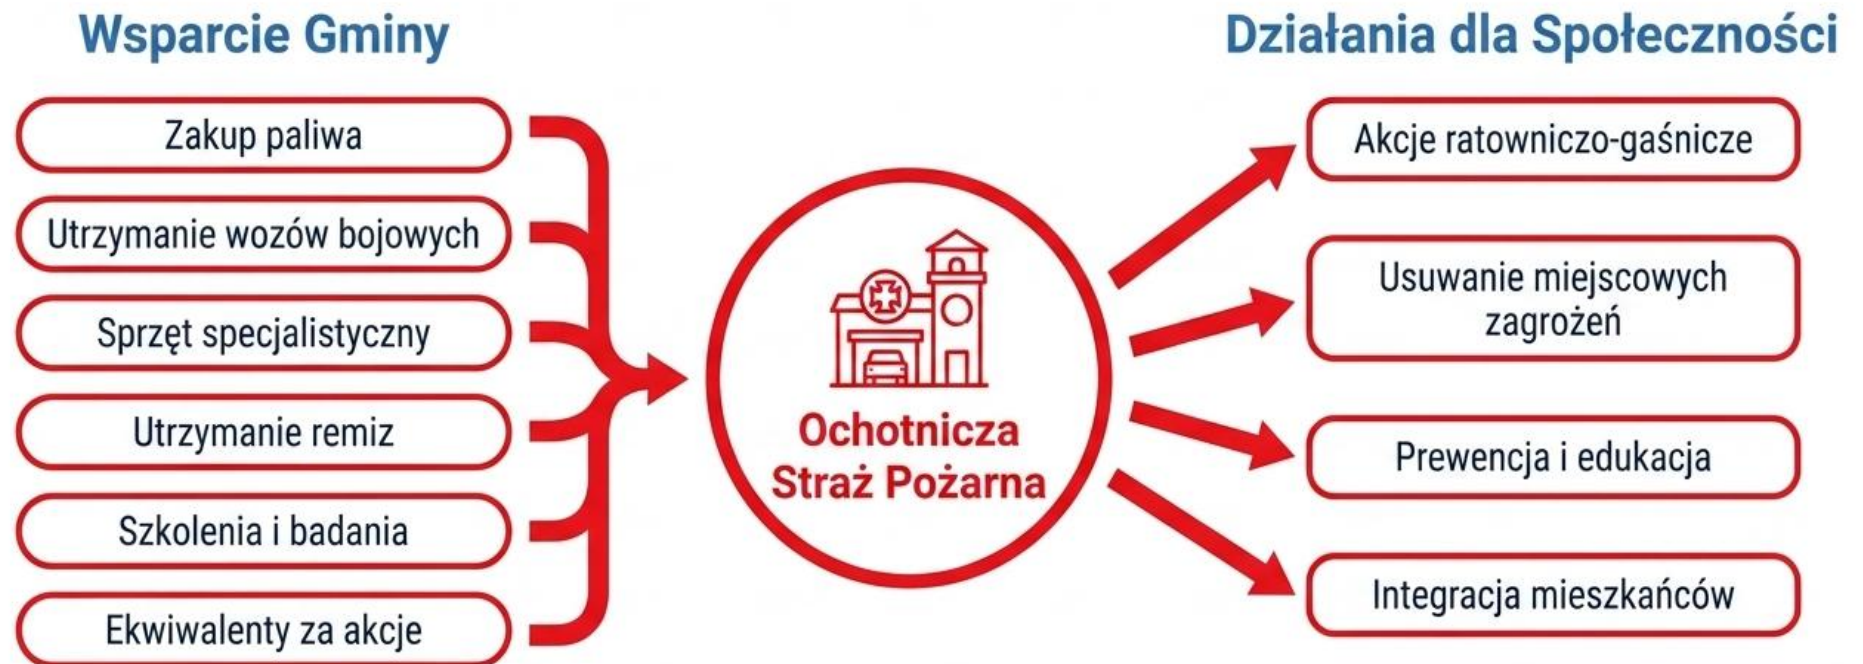 Wsparcie Gminy
Zakup paliwa
Utrzymanie wozów bojowych
Sprzęt specjalistyczny
Utrzymanie remiz
Szkolenia i badania
Ekwiwalenty za akcje
Ochotnicza
Straż Pożarna
Działania dla Społeczności
Akcje ratowniczo-gaśnicze
Usuwanie miejscowych
zagrożeń
Prewencja i edukacja
Integracja mieszkańców